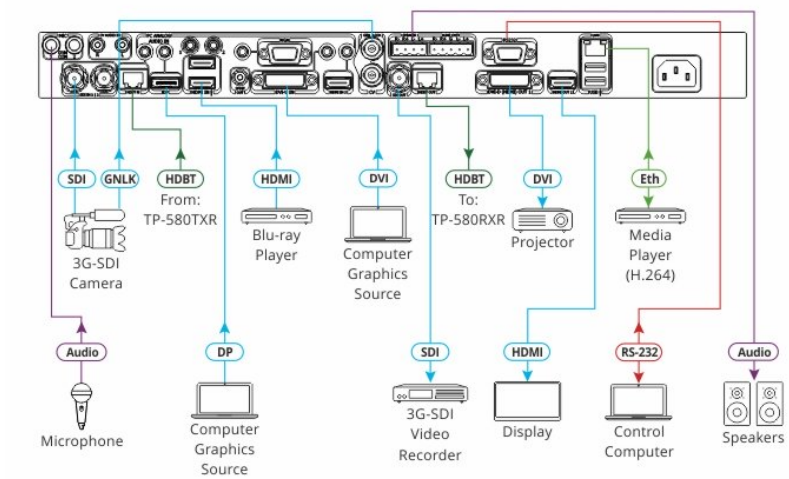 AUDIO IN
SDI
GNLK
HDBT
HDMI
DVI
HDBT
DVI
Eth
From:
TP-580TXR
To:
TP-580RXR
3G-SDI
Camera
Blu-ray
Player
Computer
Graphics
Source
Projector
Media
Player
(H.264)
Audio
DP
SDI
HDMI
RS-232
Audio
Microphone
Computer
Graphics
Source
3G-SDI
Video
Recorder
Display
Control
Computer
Speakers